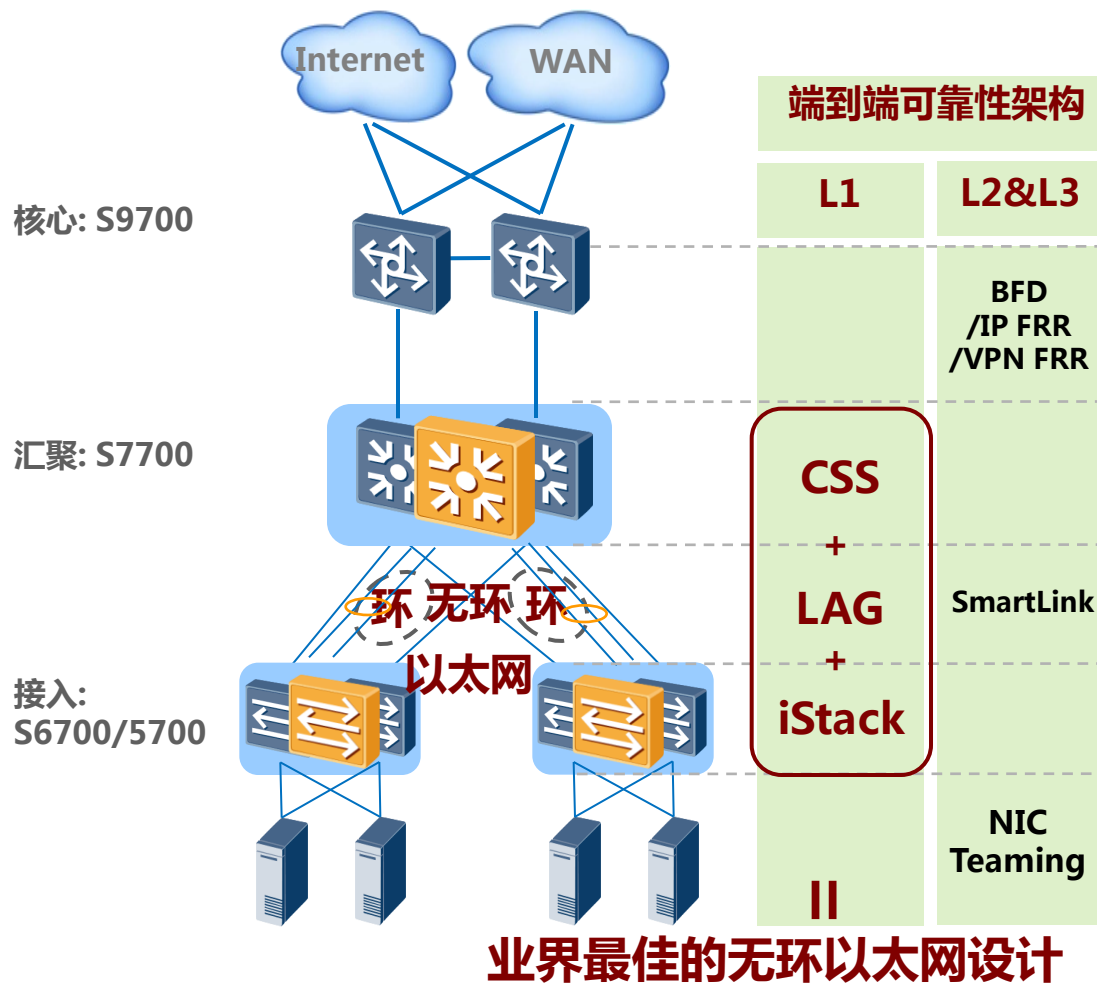 Internet
WAN
端到端可靠性架构
L1
L2&L3
核心: S9700
BFD
/IP FRR
/VPN FRR
汇聚: S7700
CSS
+
LAG
+
iStack
SmartLink
环 无环 环
以太网
接入:
S6700/5700
NIC
Teaming
=
业界最佳的无环以太网设计